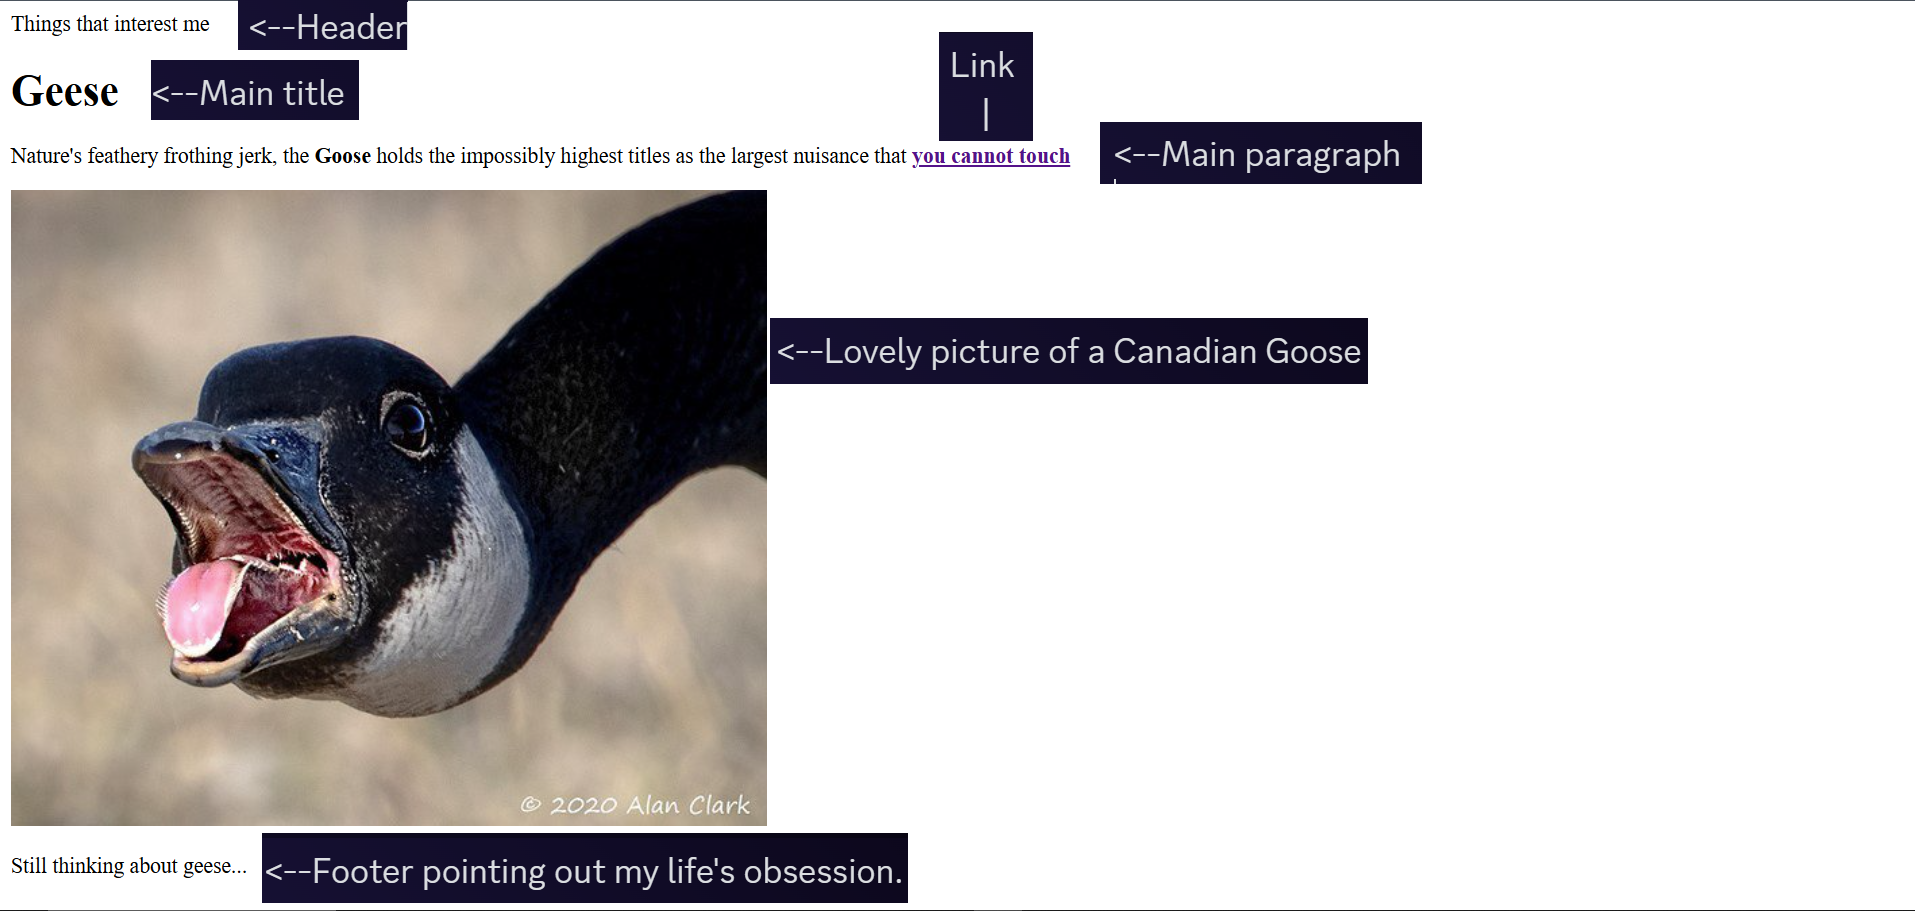 Things that interest me <--Header
Link
|
Geese <--Main title
Nature's feathery frothing jerk, the Goose holds the impossibly highest titles as the largest nuisance that you cannot touch <--Main paragraph
<--Lovely picture of a Canadian Goose
© 2020 Alan Clark
Still thinking about geese... <--Footer pointing out my life's obsession.